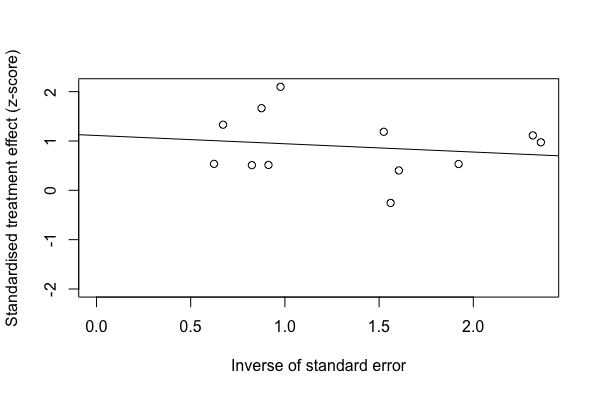 Standardised treatment effect (z-score)
2
1
0
-1
-2
0.0 0.5 1.0 1.5 2.0
Inverse of standard error